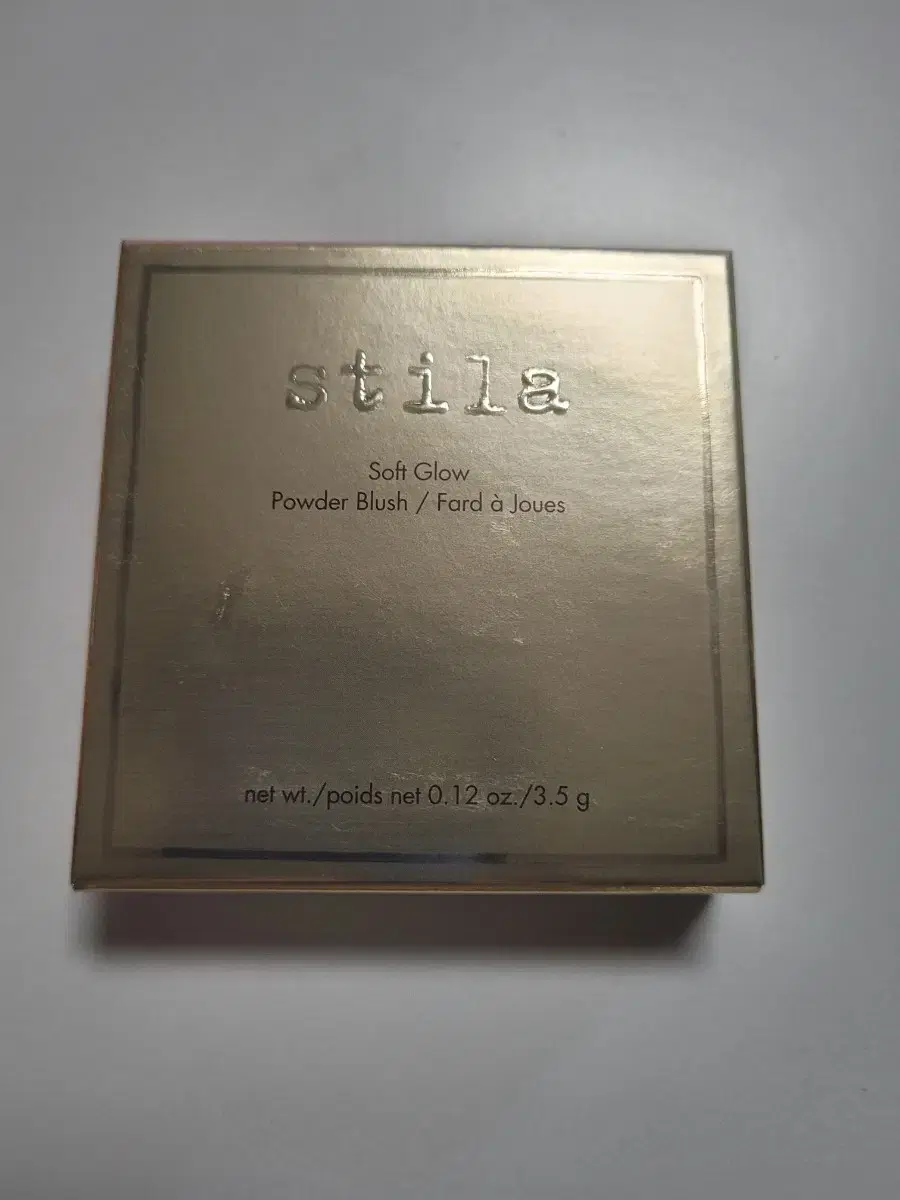 stila
Soft Glow
Powder Blush / Fard à Joues
net wt./poids net 0.12 oz./3.5 g